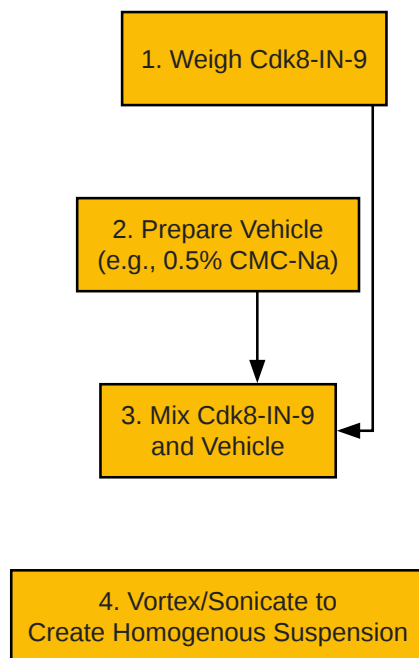 1. Weigh Cdk8-IN-9
2. Prepare Vehicle
(e.g., 0.5% CMC-Na)
3. Mix Cdk8-IN-9
and Vehicle
4. Vortex/Sonicate to
Create Homogenous Suspension